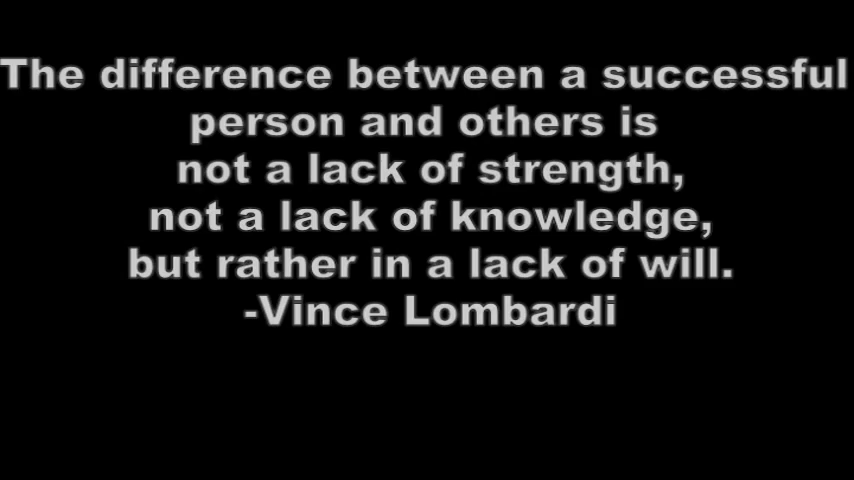 The difference between a successful
person and others is
not a lack of strength,
not a lack of knowledge,
but rather in a lack of will.
-Vince Lombardi